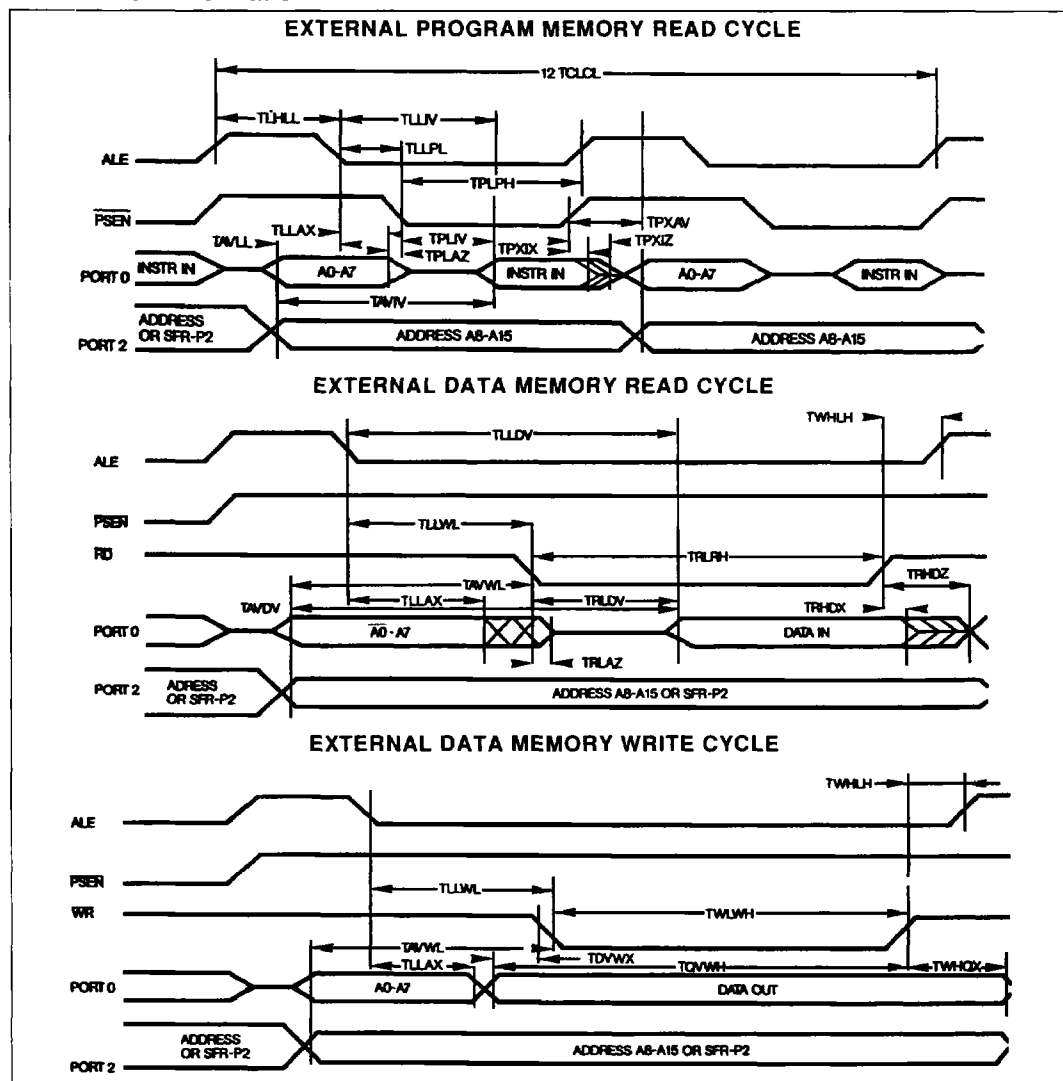 EXTERNAL PROGRAM MEMORY READ CYCLE
12 TCLCL
TLHLL
TLLIV
ALE
TLLPL
TPLPH
PSEN
TLLAX
TPLIV
TPXAV
TAVLL
TPLAZ
TPXIX
TPXIZ
PORT 0
INSTR IN
A0-A7
INSTR IN
A0-A7
INSTR IN
TAVIV
ADDRESS
OR SFR-P2
PORT 2
ADDRESS A8-A15
ADDRESS A8-A15
EXTERNAL DATA MEMORY READ CYCLE
TWHLH
TLLDV
ALE
PSEN
TLLWL
RD
TRLRH
TAVWL
TRHDZ
TAVDV
TLLAX
TRLDV
TRHDX
PORT 0
A0-A7
DATA IN
TRLAZ
PORT 2
ADRESS
OR SFR-P2
ADDRESS A8-A15 OR SFR-P2
EXTERNAL DATA MEMORY WRITE CYCLE
TWHLH
ALE
PSEN
TLLWL
WR
TWLWH
TAVWL
TDVWX
TLLAX
TQVWH
TWHQX
PORT 0
A0-A7
DATA OUT
ADDRESS
OR SFR-P2
PORT 2
ADDRESS A8-A15 OR SFR-P2